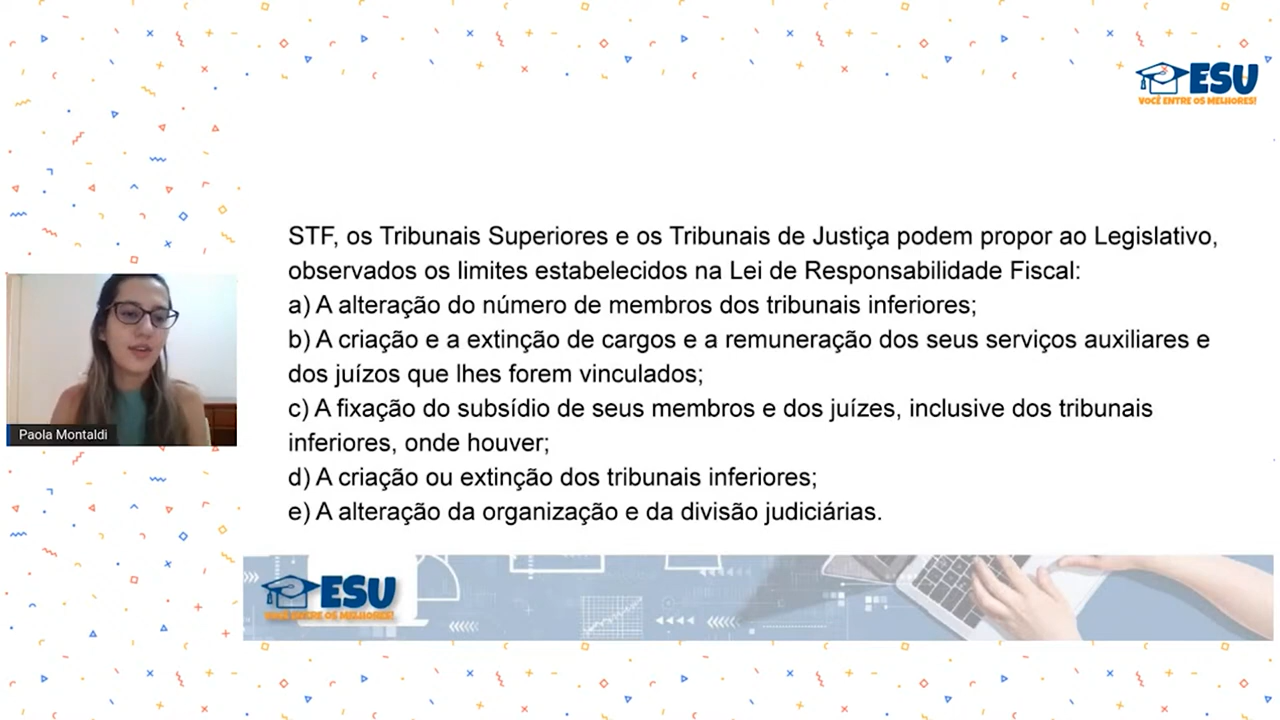 ESU
VOCÊ ENTRE OS MELHORES!
STF, os Tribunais Superiores e os Tribunais de Justiça podem propor ao Legislativo,
observados os limites estabelecidos na Lei de Responsabilidade Fiscal:
a) A alteração do número de membros dos tribunais inferiores;
b) A criação e a extinção de cargos e a remuneração dos seus serviços auxiliares e
dos juízos que lhes forem vinculados;
c) A fixação do subsídio de seus membros e dos juízes, inclusive dos tribunais
inferiores, onde houver;
d) A criação ou extinção dos tribunais inferiores;
e) A alteração da organização e da divisão judiciárias.
Paola Montaldi
ESU
VOCÊ ENTRE OS MELHORES!